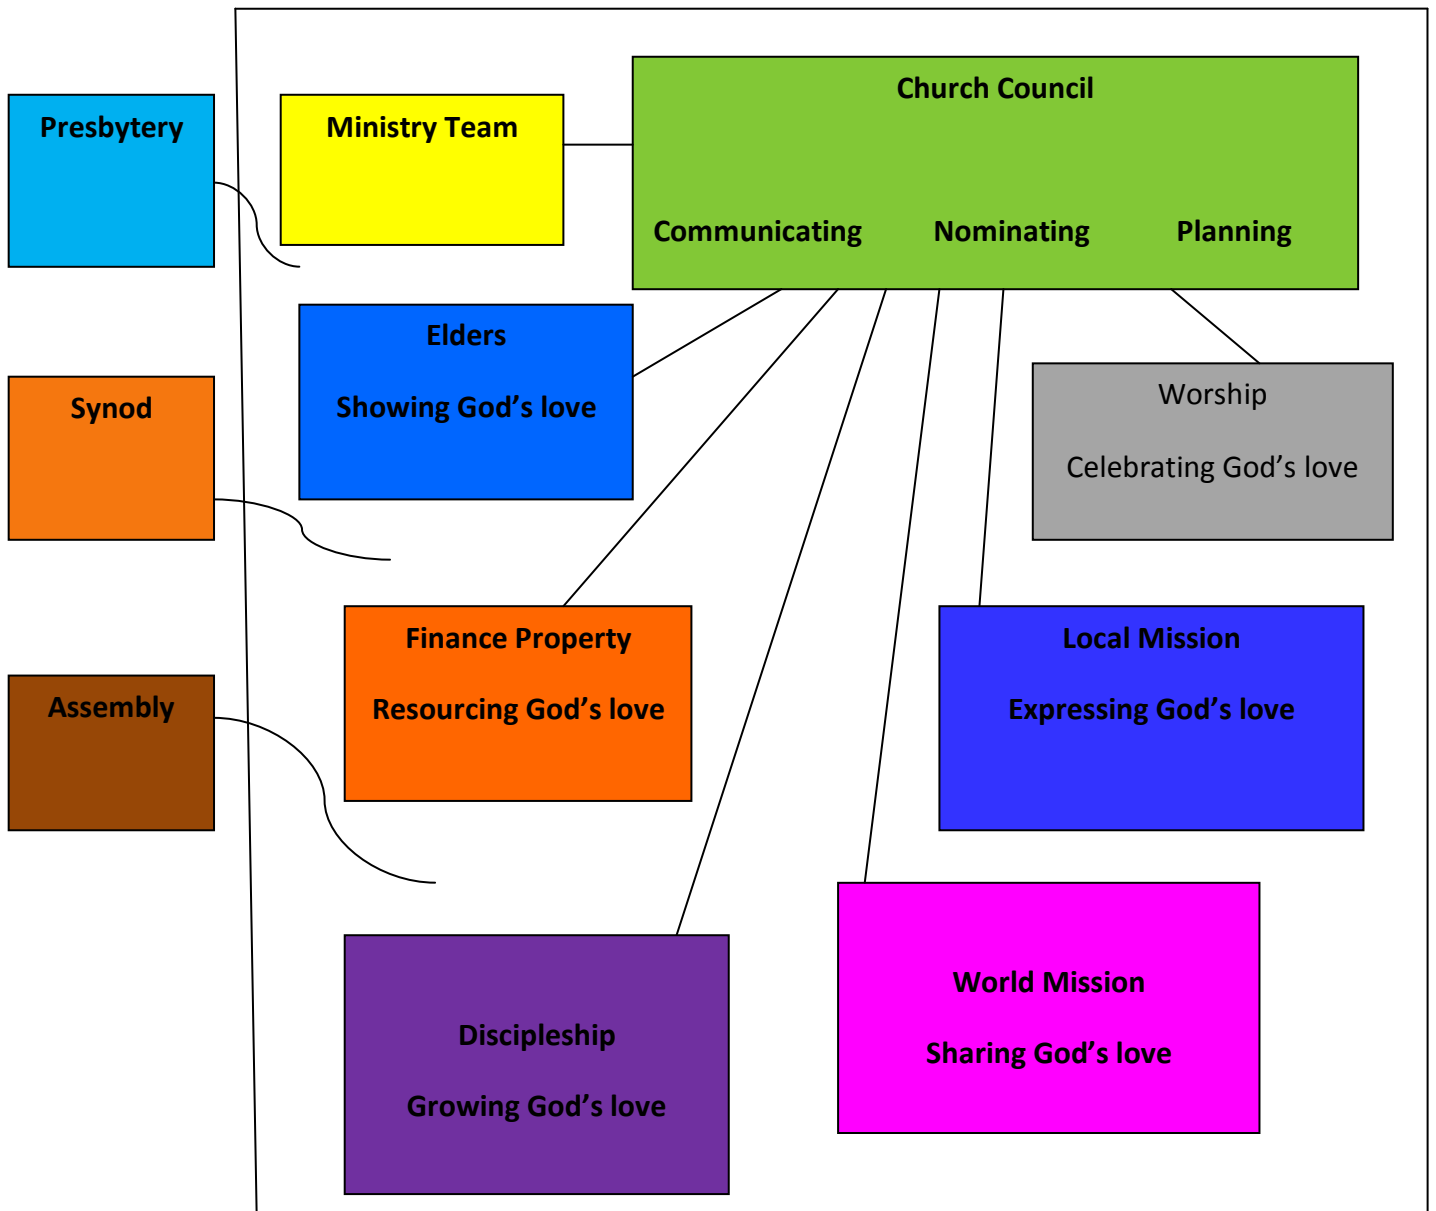 Church Council
Presbytery
Ministry Team
Communicating Nominating Planning
Elders
Showing God’s love
Synod
Worship
Celebrating God’s love
Finance Property
Resourcing God’s love
Local Mission
Expressing God’s love
Assembly
World Mission
Sharing God’s love
Discipleship
Growing God’s love